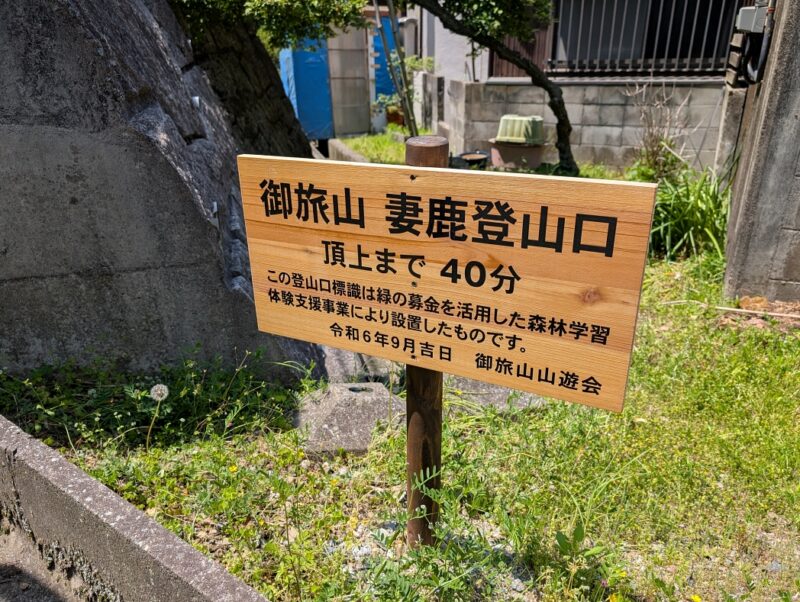 御旅山 妻鹿登山口
頂上まで 40分
この登山口標識は緑の募金を活用した森林学習
体験支援事業により設置したものです。
令和6年9月吉日 御旅山山遊会